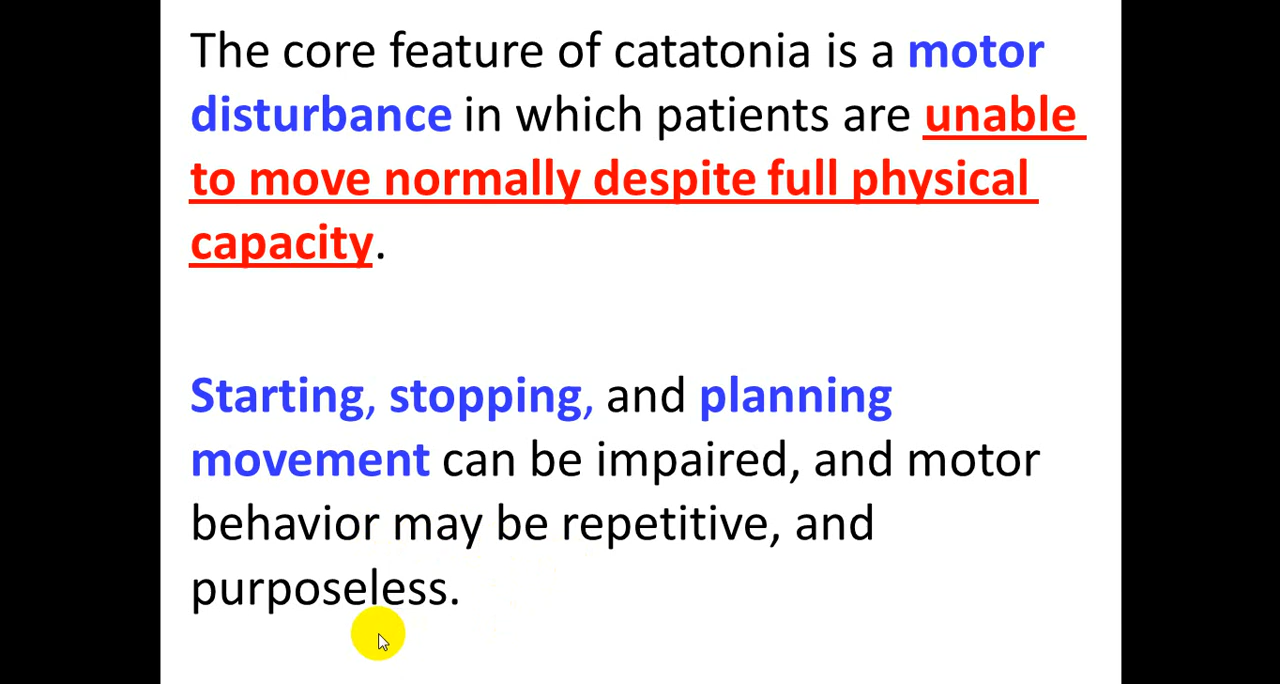 The core feature of catatonia is a motor
disturbance in which patients are unable
to move normally despite full physical
capacity.
Starting, stopping, and planning
movement can be impaired, and motor
behavior may be repetitive, and
purposeless.